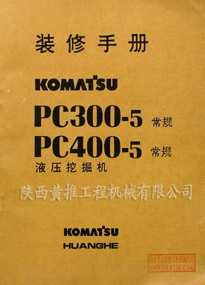 装修手册
KOMATSU
PC300-5 常规
PC400-5 常规
液压挖掘机
陕西黄推工程机械有限公司
KOMATSU
HUANGHE